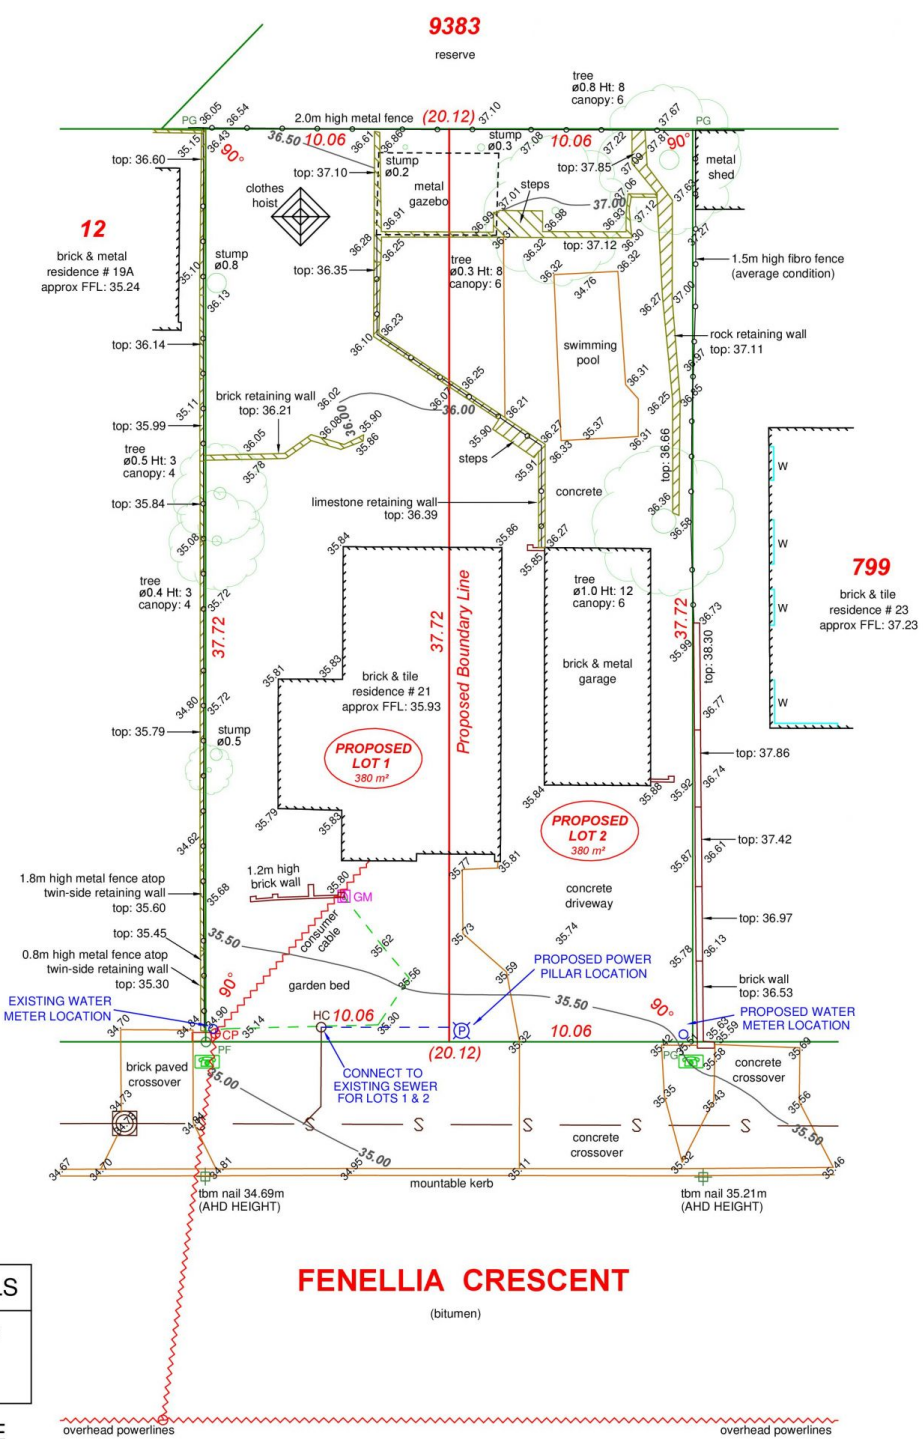 9383
reserve
tree
ø0.8 Ht: 8
canopy: 6
2.0m high metal fence
(20.12)
37.10
37.67
PG
36.05
36.54
PG
36.43
35.15
36.50
36.61
36.86
stump
ø0.3
37.08
10.06
10.06
37.22
37.81
90°
90°
top: 36.60
top: 37.10
stump
ø0.2
metal
gazebo
top: 37.85
37.09
metal
shed
clothes
hoist
steps
37.01
37.06
37.63
37.00
36.91
36.99
36.98
36.93
37.12
12
brick & metal
residence # 19A
approx FFL: 35.24
36.28
36.25
36.31
36.32
top: 37.12
36.30
37.27
stump
ø0.8
35.10
36.13
top: 36.35
tree
ø0.3 Ht: 8
canopy: 6
36.32
36.32
34.76
1.5m high fibro fence
(average condition)
37.00
36.27
top: 36.14
36.10
36.23
swimming
pool
rock retaining wall
top: 37.11
36.97
36.25
36.31
36.85
brick retaining wall
top: 36.21
36.02
36.07
36.00
36.21
36.25
35.11
top: 35.99
36.05
36.08
36.00
35.90
35.86
35.90
36.27
35.37
36.31
36.33
steps
35.91
top: 36.66
tree
ø0.5 Ht: 3
canopy: 4
35.78
W
top: 35.84
limestone retaining wall
top: 36.39
concrete
36.36
36.58
35.08
35.84
35.86
36.27
35.85
W
799
brick & tile
residence # 23
approx FFL: 37.23
tree
ø0.4 Ht: 3
canopy: 4
35.72
tree
ø1.0 Ht: 12
canopy: 6
36.73
W
37.72
37.72
Proposed Boundary Line
37.72
35.99
top: 38.30
35.81
35.83
brick & tile
residence # 21
approx FFL: 35.93
brick & metal
garage
34.80
35.72
36.77
W
top: 35.79
stump
ø0.5
PROPOSED
LOT 1
380 m²
top: 37.86
36.74
35.79
35.83
35.84
35.88
35.92
PROPOSED
LOT 2
380 m²
34.62
top: 37.42
36.61
35.87
1.2m high
brick wall
35.80
GM
35.77
35.81
1.8m high metal fence atop
twin-side retaining wall
top: 35.60
35.68
concrete
driveway
top: 36.97
top: 35.45
35.50
consumer
cable
35.62
35.73
35.74
35.78
36.13
0.8m high metal fence atop
twin-side retaining wall
top: 35.30
PROPOSED POWER
PILLAR LOCATION
35.59
35.56
90°
garden bed
35.50
90°
brick wall
top: 36.53
EXISTING WATER
METER LOCATION
34.70
34.84
34.90
35.14
HC
10.06
35.30
P
10.06
35.32
35.42
35.51
35.63
35.59
PROPOSED WATER
METER LOCATION
CP
PF
(20.12)
PG
35.58
35.69
brick paved
crossover
35.00
CONNECT TO
EXISTING SEWER
FOR LOTS 1 & 2
concrete
crossover
34.73
35.35
35.43
35.56
S
S
S
S
S
35.50
concrete
crossover
34.67
34.70
34.81
34.95
35.00
35.11
35.32
35.46
mountable kerb
tbm nail 34.69m
(AHD HEIGHT)
tbm nail 35.21m
(AHD HEIGHT)
FENELLIA CRESCENT
(bitumen)
LS
overhead powerlines
overhead powerlines